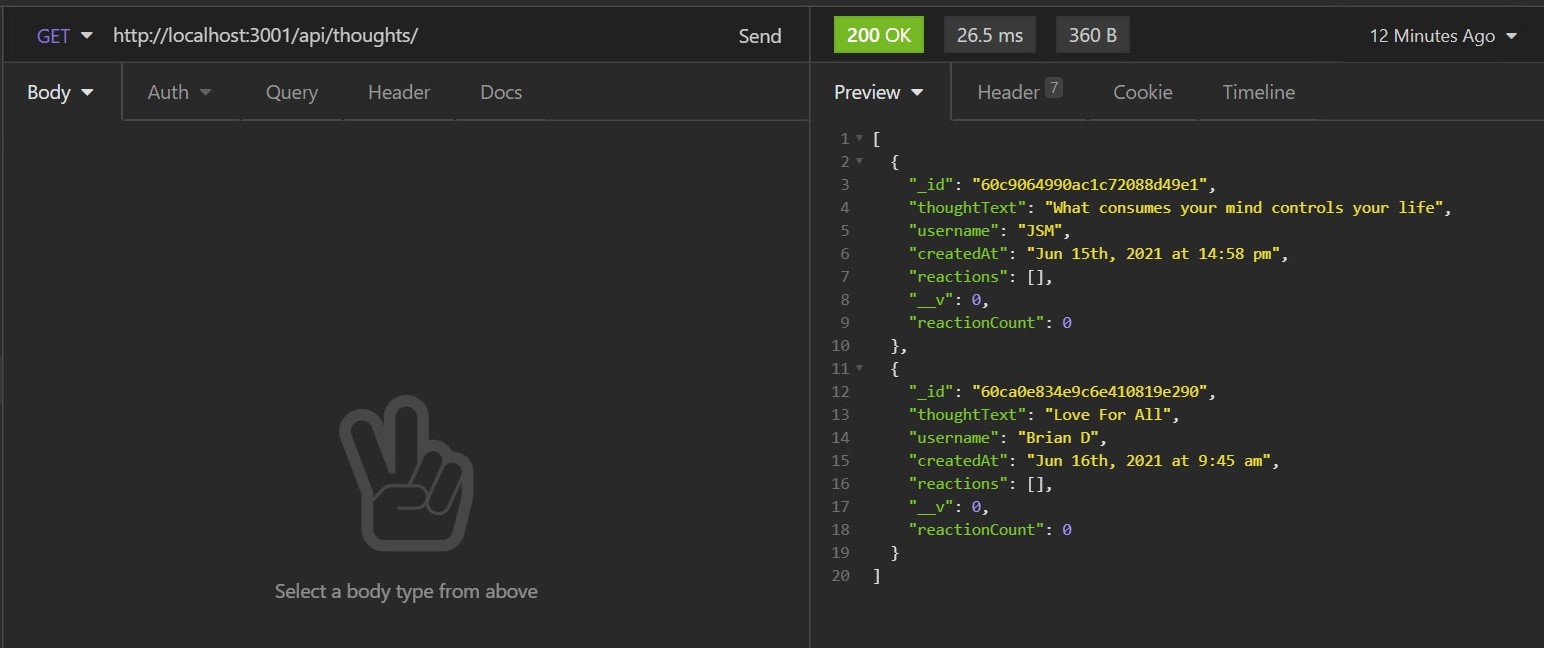 GET http://localhost:3001/api/thoughts/ Send
200 OK 26.5 ms 360 B 12 Minutes Ago
Body Auth Query Header Docs
Preview Header 7 Cookie Timeline
1 [
2 {
3 "_id": "60c9064990ac1c72088d49e1",
4 "thoughtText": "What consumes your mind controls your life",
5 "username": "JSM",
6 "createdAt": "Jun 15th, 2021 at 14:58 pm",
7 "reactions": [],
8 "__v": 0,
9 "reactionCount": 0
10 },
11 {
12 "_id": "60ca0e834e9c6e410819e290",
13 "thoughtText": "Love For All",
14 "username": "Brian D",
15 "createdAt": "Jun 16th, 2021 at 9:45 am",
16 "reactions": [],
17 "__v": 0,
18 "reactionCount": 0
19 }
20 ]
Select a body type from above